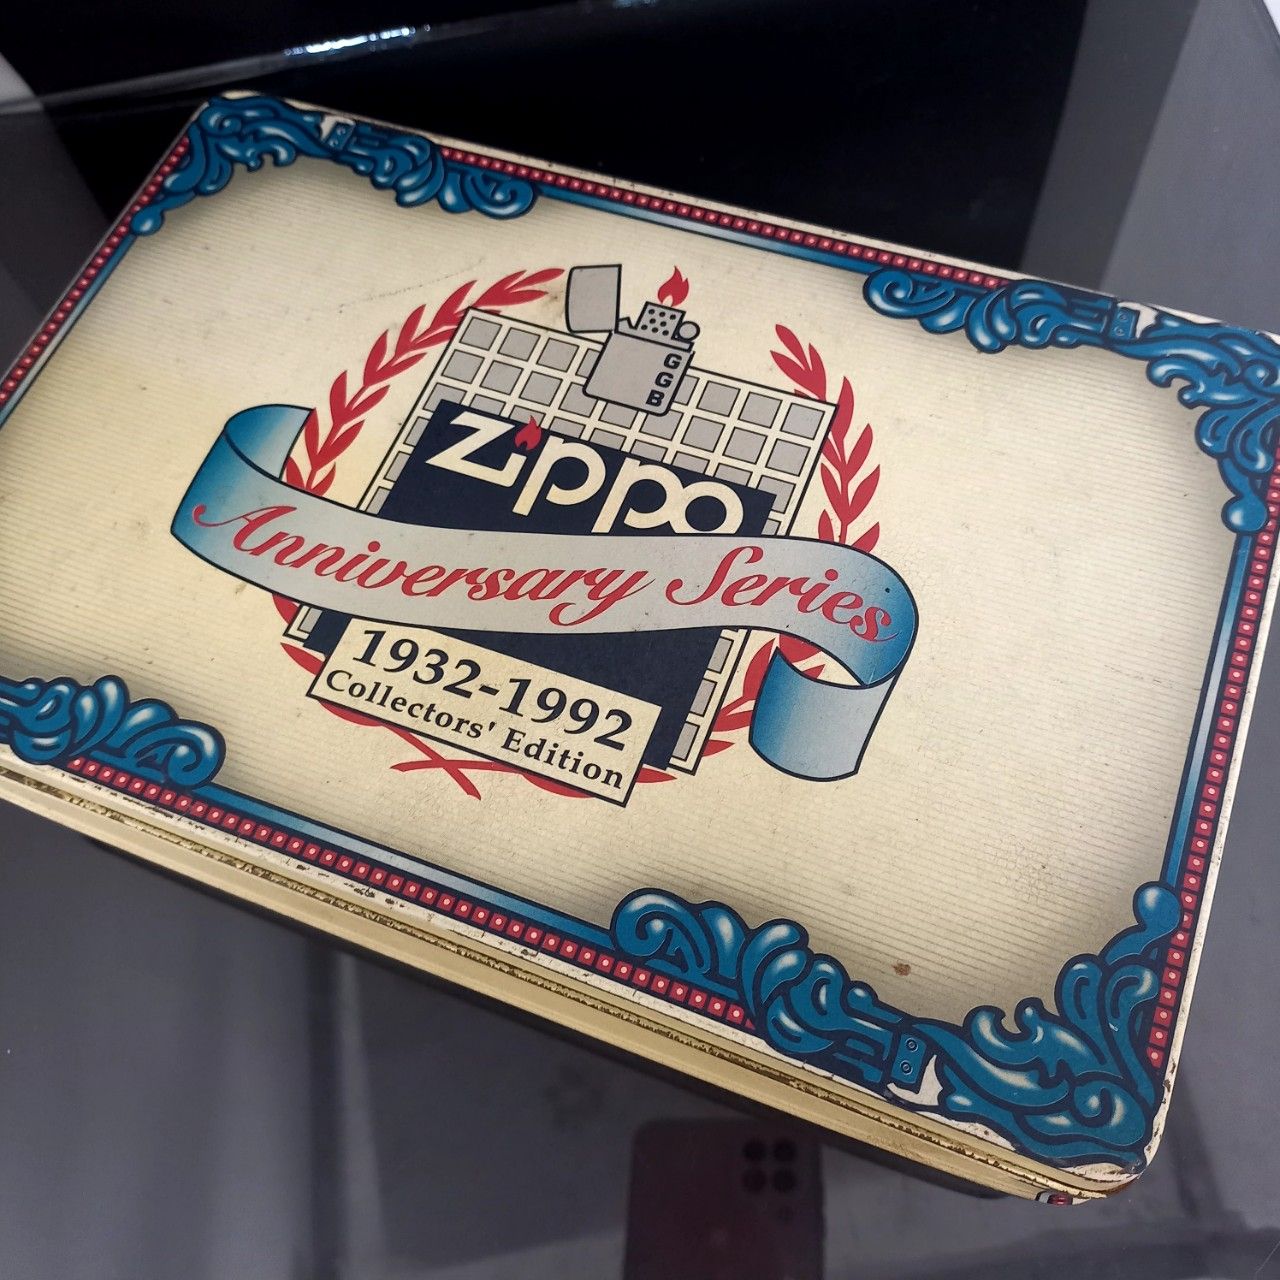 GGB
zippo
Anniversary Series
1932-1992
Collectors' Edition